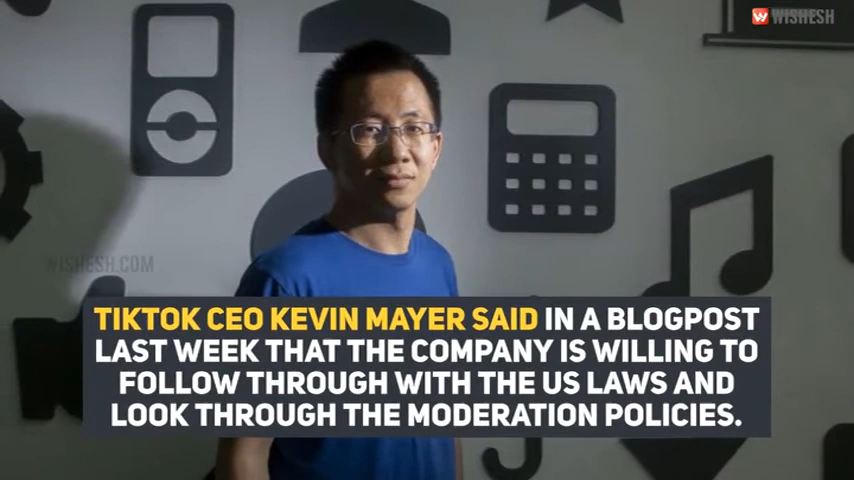 WISHESH
WISHESH.COM
TIKTOK CEO KEVIN MAYER SAID IN A BLOGPOST
LAST WEEK THAT THE COMPANY IS WILLING TO
FOLLOW THROUGH WITH THE US LAWS AND
LOOK THROUGH THE MODERATION POLICIES.